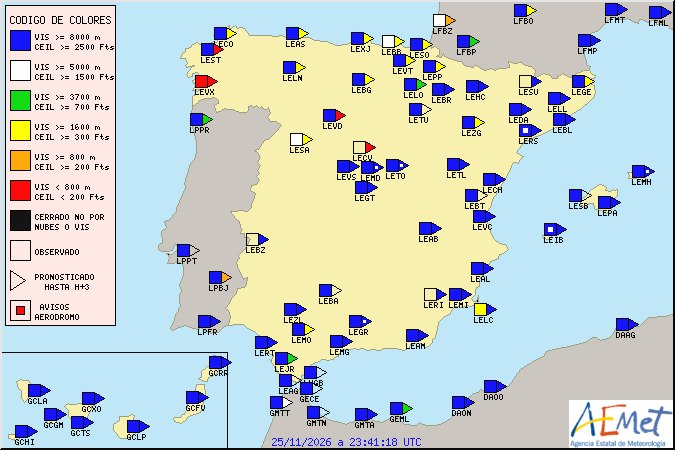 CODIGO DE COLORES
VIS >= 8000 m
CEIL >= 2500 Fts
VIS >= 5000 m
CEIL >= 1500 Fts
VIS >= 3700 m
CEIL >= 700 Fts
VIS >= 1600 m
CEIL >= 300 Fts
VIS >= 800 m
CEIL >= 200 Fts
VIS < 800 m
CEIL < 200 Fts
CERRADO NO POR
NUBES O VIS
OBSERVADO
PRONOSTICADO
HASTA H+3
AVISOS
AERODROMO
LFBO
LFMT
LFML
LFBZ
LECO
LEAS
LEXJ
LEBB
LESO
LFBP
LFMP
LEST
LEVT
LEPP
LELN
LEVX
LEBG
LELO
LEBR
LEHC
LESU
LEGE
LELL
LPPR
LEVD
LETU
LEZG
LEDA
LEBL
LERS
LESA
LECV
LEVS
LEMD
LETO
LETL
LEMH
LEGT
LECH
LEBT
LESB
LEPA
LEVC
LEIB
LEAB
LEBZ
LPPT
LEAL
LPBJ
LEBA
LERI
LEMI
LELC
LEZL
LPFR
LEMO
LEGR
DAAG
LERT
LEMG
LEAM
LEJR
GCRR
LXGB
LEAG
GECE
DAOO
GCLA
GCXO
GCFV
GMTT
DAON
GCGM
GMTN
GMTA
GEML
GCTS
GCLP
GCHI
25/11/2026 a 23:41:18 UTC
AEMet
Agencia Estatal de Meteorología